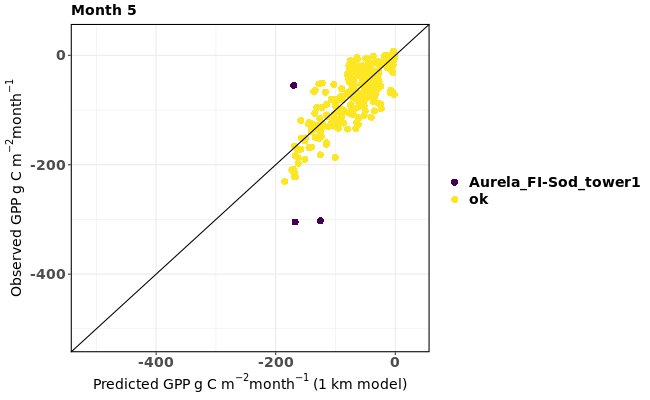 Month 5
Observed GPP g C m⁻²month⁻¹
0
-200
-400
-400
-200
0
Predicted GPP g C m⁻²month⁻¹ (1 km model)
Aurela_FI-Sod_tower1
ok